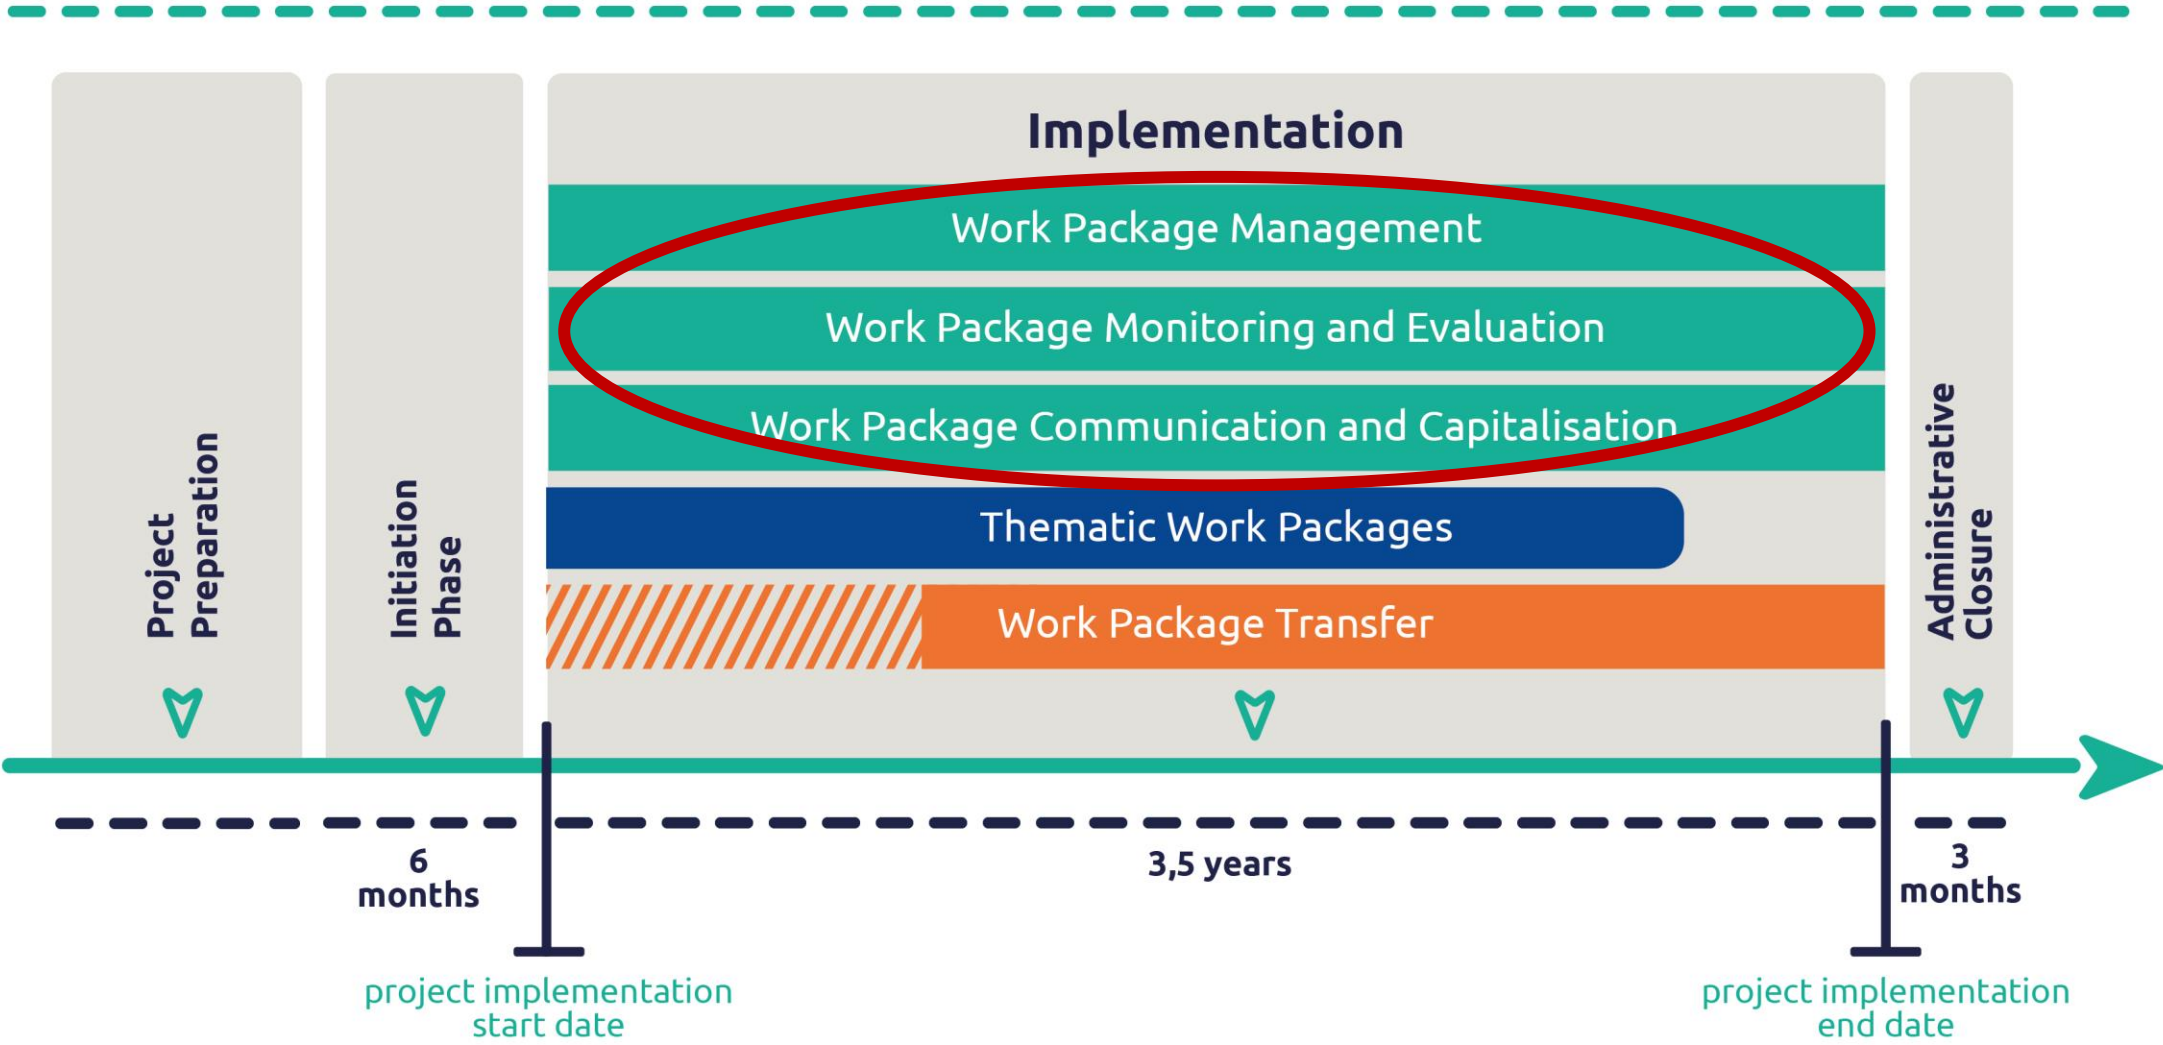 Implementation
Work Package Management
Work Package Monitoring and Evaluation
Work Package Communication and Capitalisation
Thematic Work Packages
Work Package Transfer
Project
Preparation
Initiation
Phase
Administrative
Closure
6
months
3,5 years
3
months
project implementation
start date
project implementation
end date